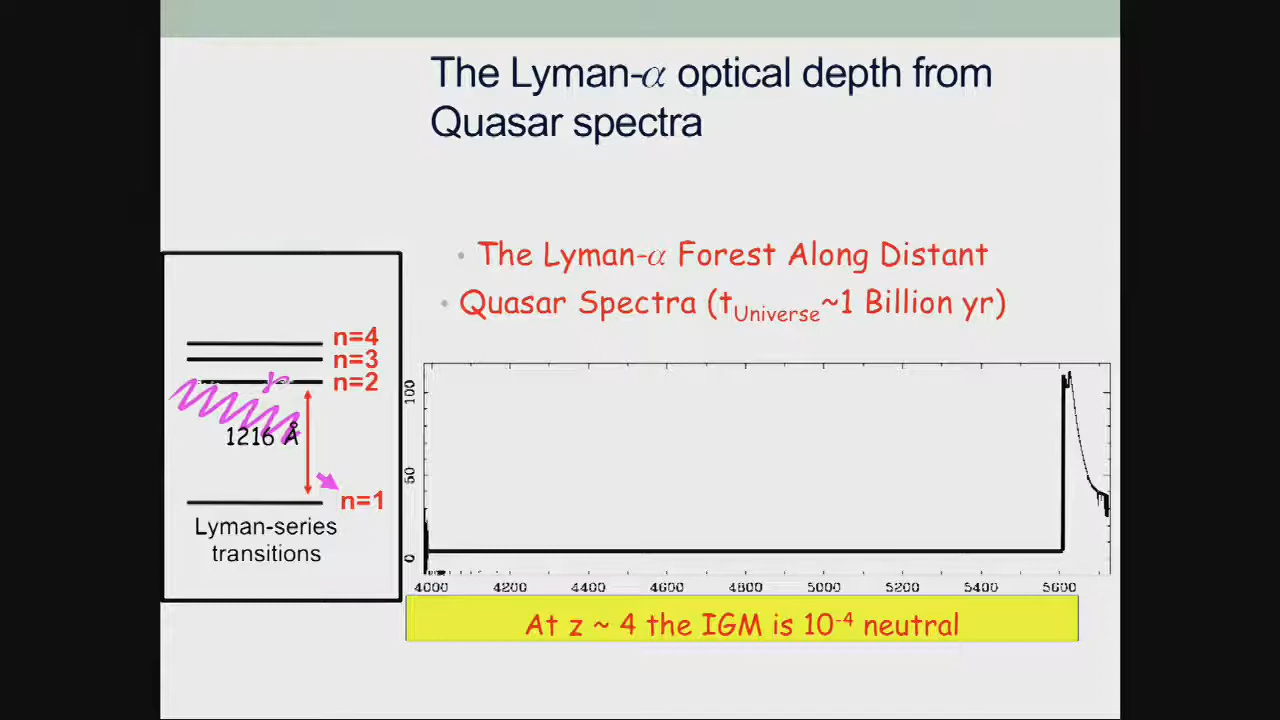 The Lyman-α optical depth from
Quasar spectra
• The Lyman-α Forest Along Distant
• Quasar Spectra (tUniverse~1 Billion yr)
n=4
n=3
n=2
1216 Å
n=1
Lyman-series
transitions
100
50
0
4000 4200 4400 4600 4800 5000 5200 5400 5600
At z ~ 4 the IGM is 10⁻⁴ neutral